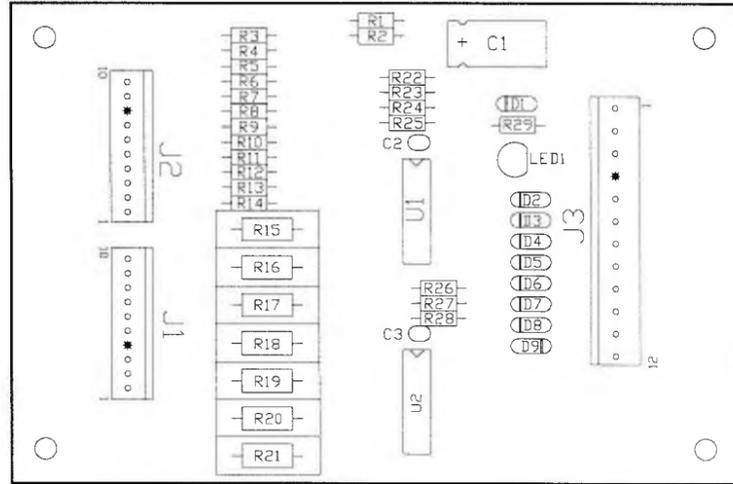 R1
R2
+ C1
R3
R4
R5
R6
R7
R8
R9
R10
R11
R12
R13
R14
R15
R16
R17
R18
R19
R20
R21
10
J2
1
10
J1
1
R22
R23
R24
R25
C2
U1
R26
R27
R28
C3
U2
D1
R29
LED1
D2
D3
D4
D5
D6
D7
D8
D9
1
J3
12